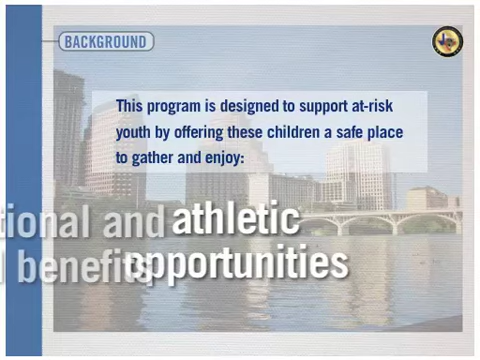 BACKGROUND
This program is designed to support at-risk
youth by offering these children a safe place
to gather and enjoy:
tional and athletic
benefits opportunities